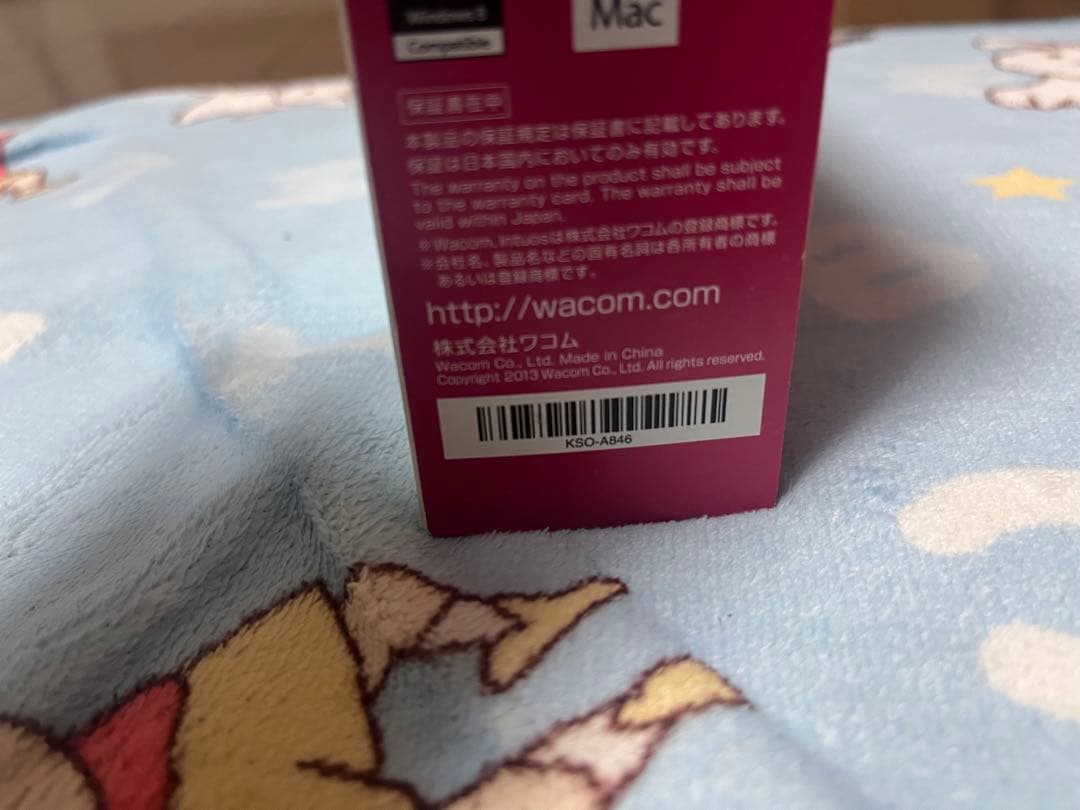 Windows 8
Compatible
Mac
保証書在中
本製品の保証規定は保証書に記載してあります。
保証は日本国内においてのみ有効です。
The warranty on the product shall be subject
to the warranty card. The warranty shall be
valid within Japan.
※Wacom, Intuosは株式会社ワコムの登録商標です。
※会社名、製品名などの固有名詞は各所有者の商標
あるいは登録商標です。
http://wacom.com
株式会社ワコム
Wacom Co., Ltd. Made in China
Copyright 2013 Wacom Co., Ltd. All rights reserved.
KSO-A846